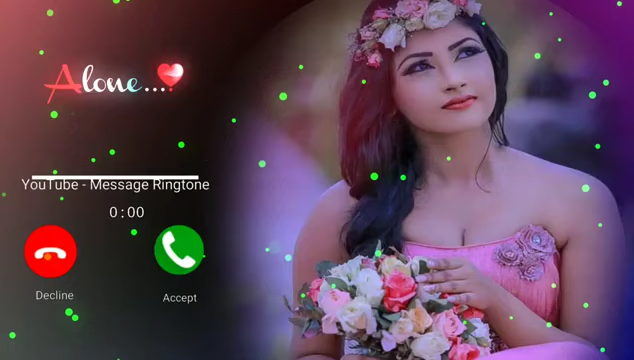 Alone....
YouTube - Message Ringtone
0:00
Decline
Accept